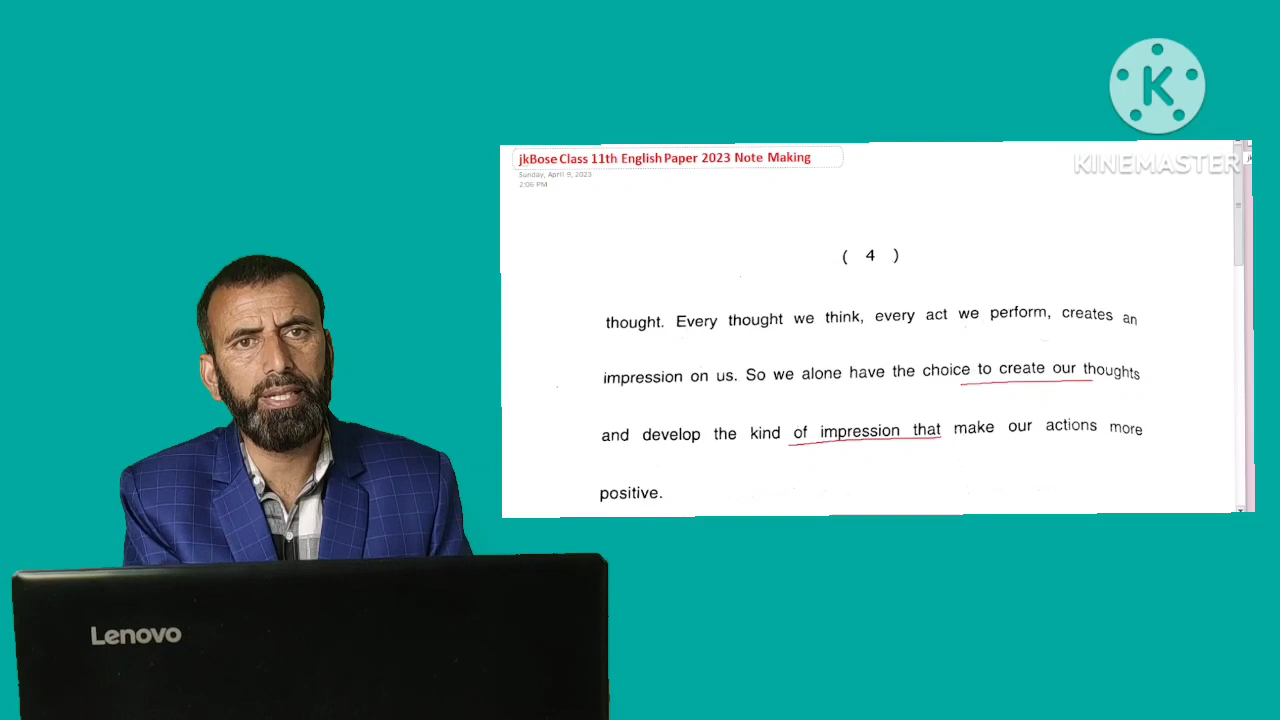 KINEMASTER
jkBose Class 11th English Paper 2023 Note Making
Sunday, April 9, 2023
2:06 PM
( 4 )
thought. Every thought we think, every act we perform, creates an
impression on us. So we alone have the choice to create our thoughts
and develop the kind of impression that make our actions more
positive.
Lenovo